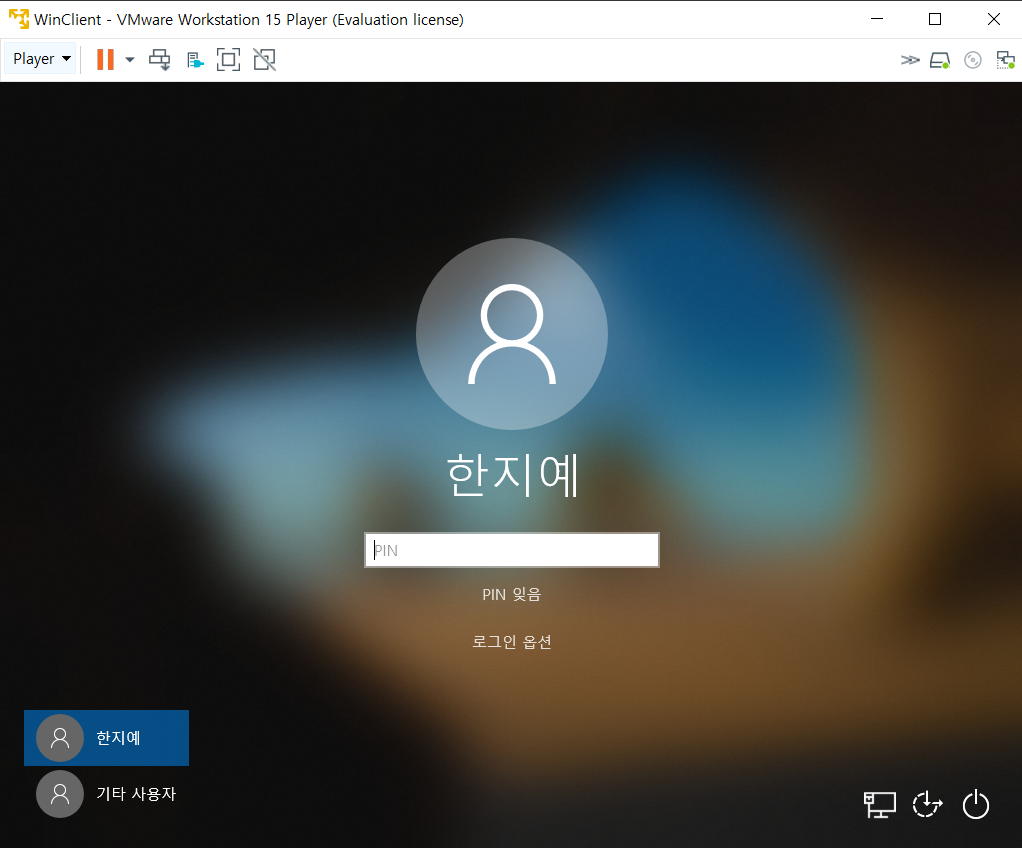 WinClient - VMware Workstation 15 Player (Evaluation license)
Player
한지예
PIN
PIN 잊음
로그인 옵션
한지예
기타 사용자